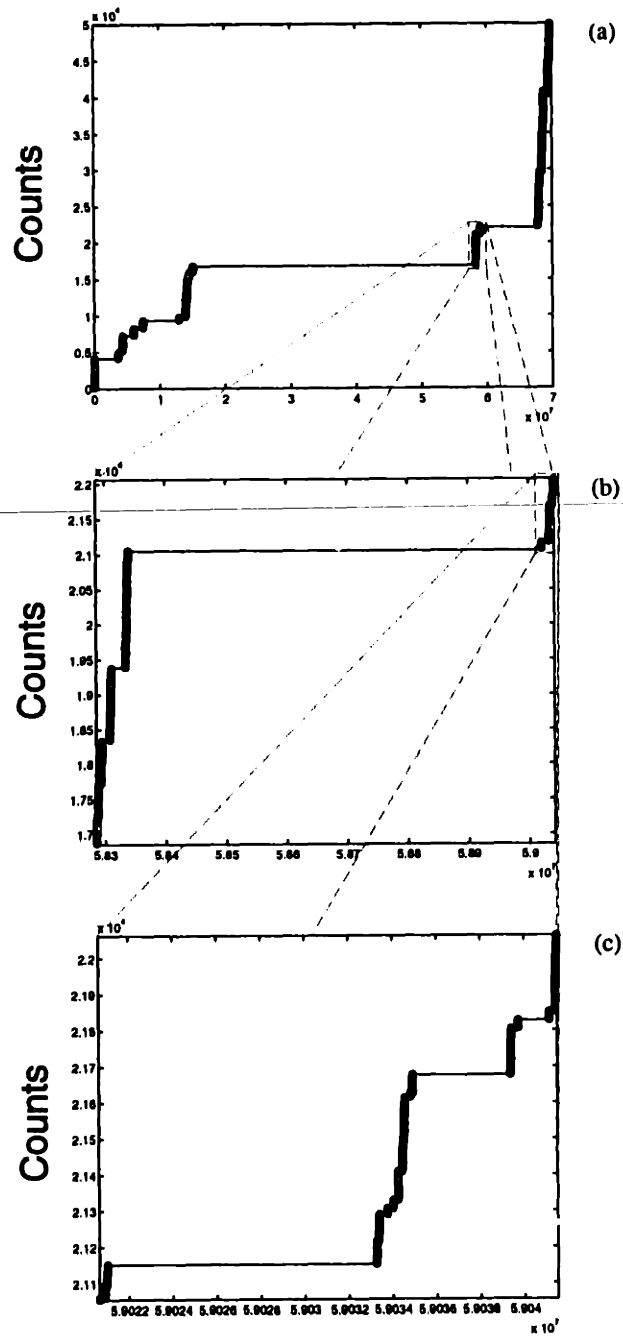 (a)
x 10⁴
5
4.5
4
3.5
3
2.5
2
1.5
1
0.5
0
Counts
0 1 2 3 4 5 6 7
x 10⁷
(b)
x 10⁴
2.2
2.15
2.1
2.05
2
1.95
1.9
1.85
1.8
1.75
1.7
Counts
5.83 5.84 5.85 5.86 5.87 5.88 5.89 5.9
x 10⁷
(c)
x 10⁴
2.2
2.19
2.18
2.17
2.16
2.15
2.14
2.13
2.12
2.11
Counts
5.9022 5.9024 5.9026 5.9028 5.903 5.9032 5.9034 5.9036 5.9038 5.904
x 10⁷